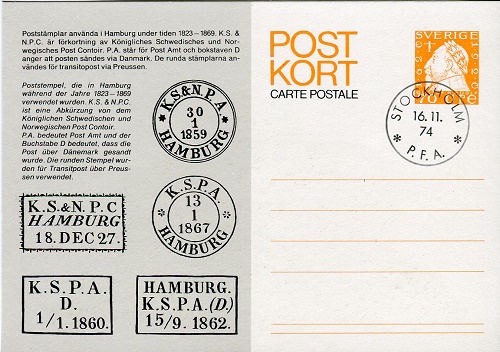 Poststämplar använda i Hamburg under tiden 1823—1869. K.S. &
N.P.C. är förkortning av Königliches Schwedisches und Nor-
wegisches Post Contoir. P.A. står för Post Amt och bokstaven D
anger att posten sändes via Danmark. De runda stämplarna an-
vändes för transitopost via Preussen.
Poststempel, die in Hamburg
während der Jahre 1823—1869
verwendet wurden. K.S. & N.P.C.
ist eine Abkürzung von dem
Königlichen Schwedischen und
Norwegischen Post Contoir.
P.A. bedeutet Post Amt und der
Buchstabe D bedeutet, dass die
Post über Dänemark gesandt
wurde. Die runden Stempel wur-
den für Transitpost über Preus-
sen verwendet.
K.S.&N.P.A.
30
1
1859
HAMBURG
K.S.P.A.
13
1
1867
HAMBURG
K.S.&N.P.C
HAMBURG
18.DEC27.
K.S.P.A.
D.
1/1.1860.
HAMBURG.
K.S.P.A.(D.)
15/9.1862.
POST
KORT
CARTE POSTALE
SVERIGE
STOCKHOLM
16.11.
74
P.F.A.